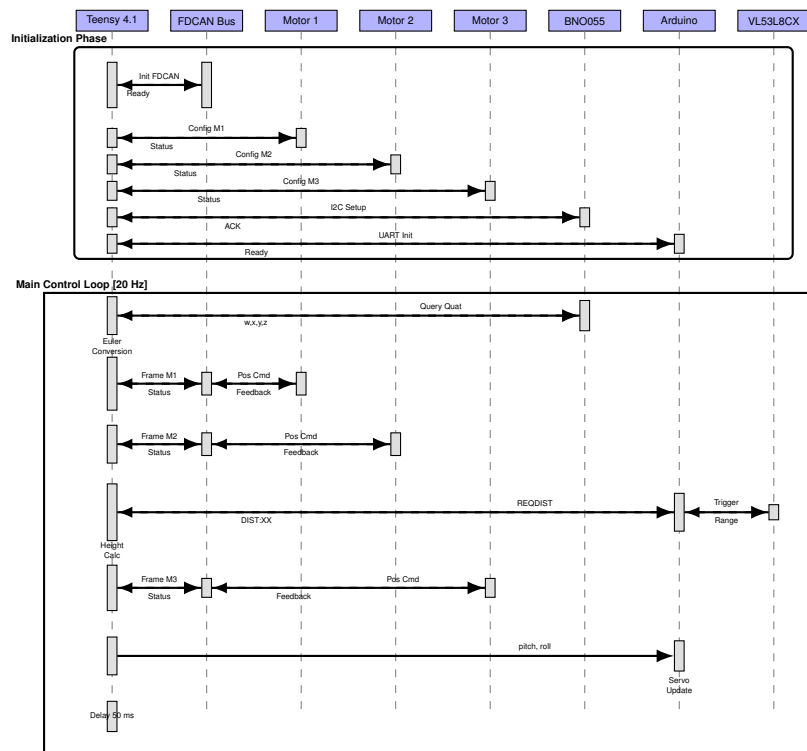 Teensy 4.1
FDCAN Bus
Motor 1
Motor 2
Motor 3
BNO055
Arduino
VL53L8CX
Initialization Phase
Init FDCAN
Ready
Config M1
Status
Config M2
Status
Config M3
Status
I2C Setup
ACK
UART Init
Ready
Main Control Loop [20 Hz]
Query Quat
w,x,y,z
Euler
Conversion
Frame M1
Pos Cmd
Status
Feedback
Frame M2
Pos Cmd
Status
Feedback
REQDIST
Trigger
DIST:XX
Range
Height
Calc
Frame M3
Pos Cmd
Status
Feedback
pitch, roll
Servo
Update
Delay 50 ms